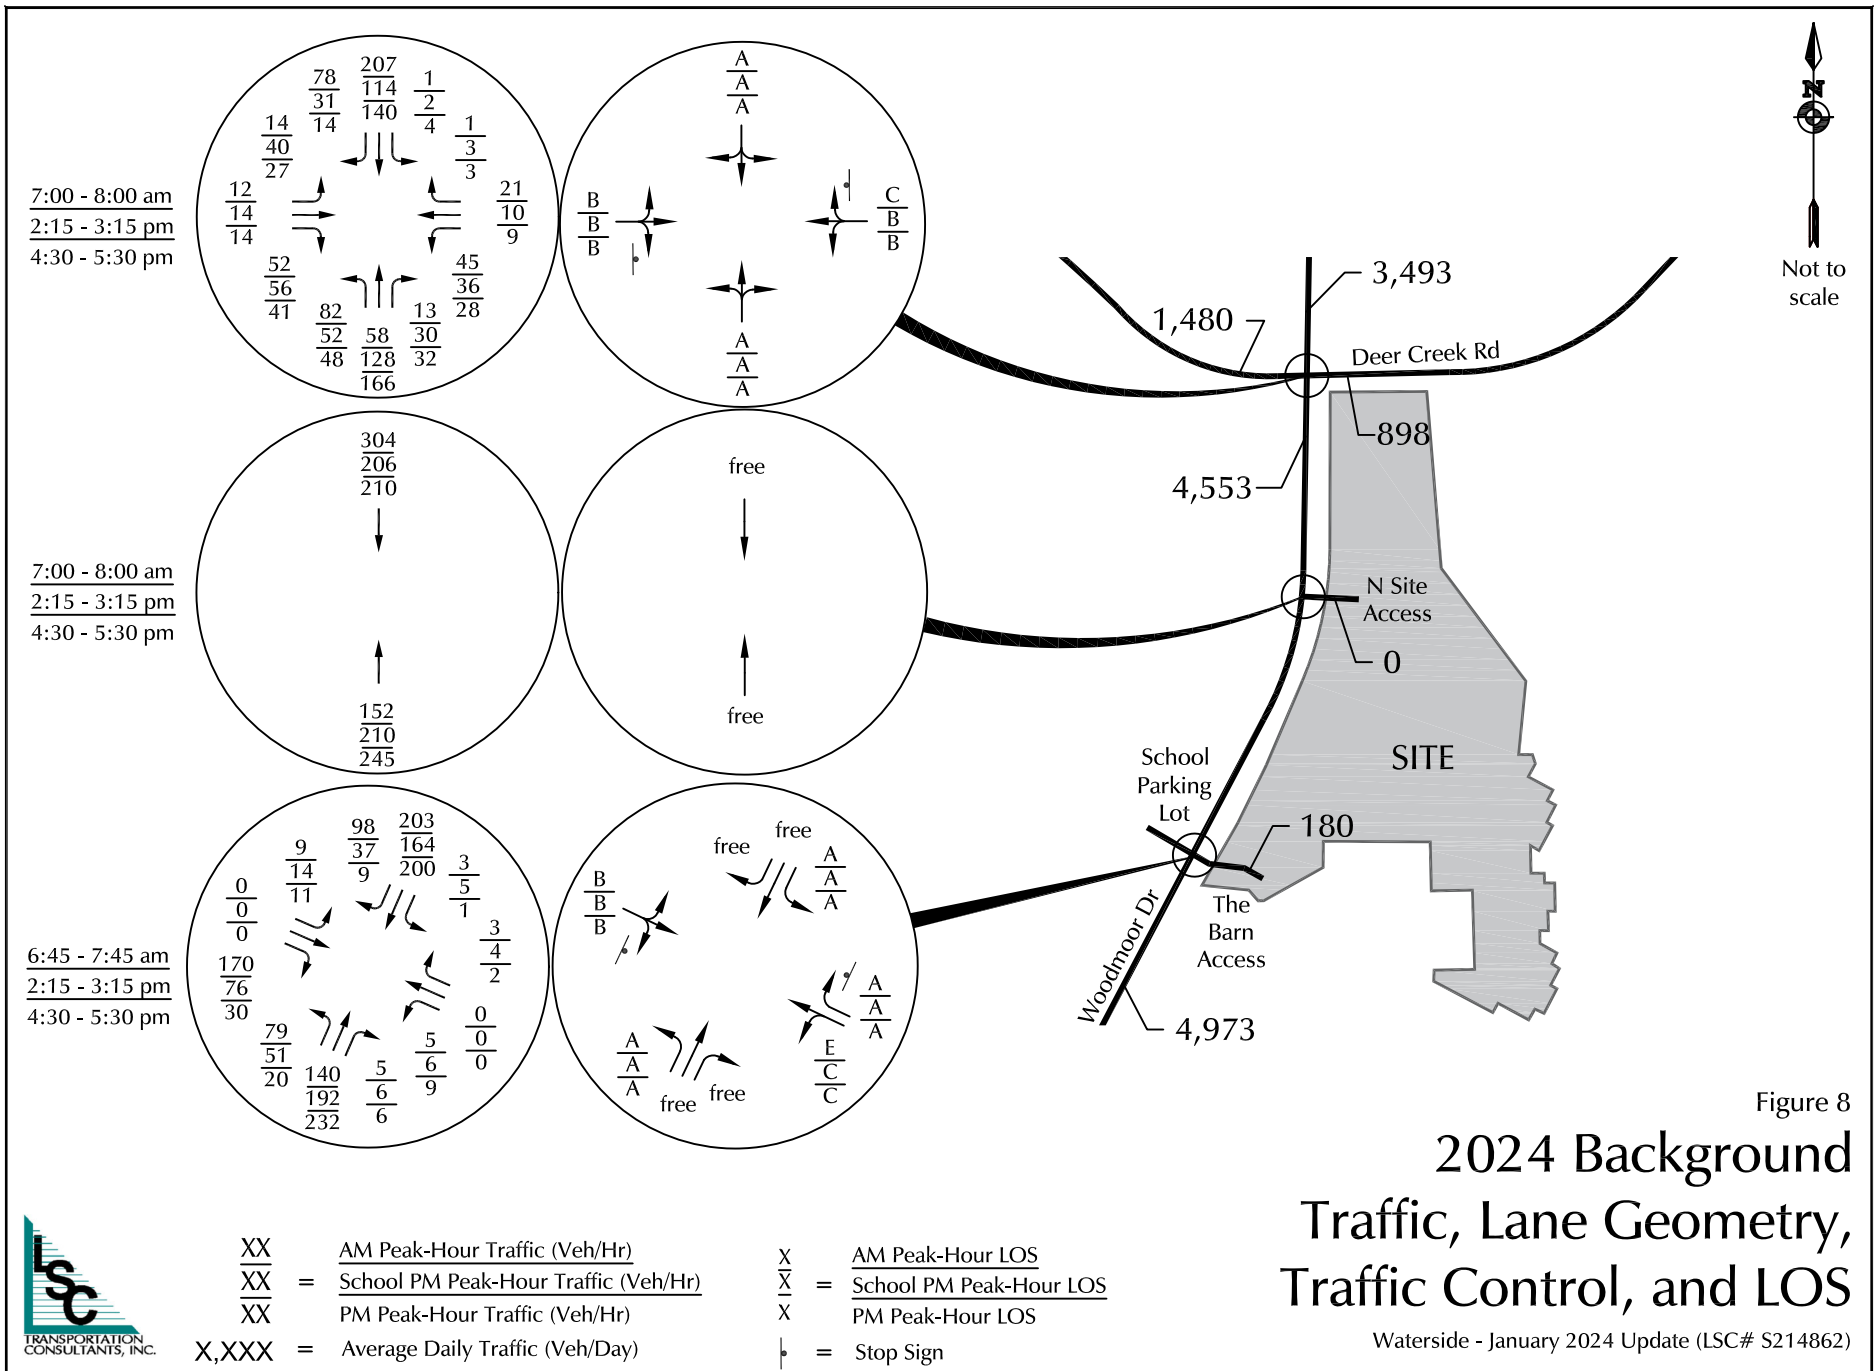 7:00 - 8:00 am
2:15 - 3:15 pm
4:30 - 5:30 pm
207
114
140
78
31
14
1
2
4
14
40
27
1
3
3
12
14
14
21
10
9
52
56
41
45
36
28
82
52
48
58
128
166
13
30
32
A
A
A
B
B
B
C
B
B
A
A
A
7:00 - 8:00 am
2:15 - 3:15 pm
4:30 - 5:30 pm
304
206
210
152
210
245
free
free
6:45 - 7:45 am
2:15 - 3:15 pm
4:30 - 5:30 pm
98
37
9
203
164
200
9
14
11
3
5
1
0
0
0
3
4
2
170
76
30
0
0
0
79
51
20
140
192
232
5
6
6
5
6
9
free
free
A
A
A
B
B
B
A
A
A
E
C
C
A
A
A
free
free
N
Not to
scale
3,493
1,480
Deer Creek Rd
898
4,553
N Site
Access
0
SITE
School
Parking
Lot
180
The
Barn
Access
Woodmoor Dr
4,973
Figure 8
2024 Background
Traffic, Lane Geometry,
Traffic Control, and LOS
Waterside - January 2024 Update (LSC# S214862)
LSC
TRANSPORTATION
CONSULTANTS, INC.
XX AM Peak-Hour Traffic (Veh/Hr)
XX = School PM Peak-Hour Traffic (Veh/Hr)
XX PM Peak-Hour Traffic (Veh/Hr)
X,XXX = Average Daily Traffic (Veh/Day)
X AM Peak-Hour LOS
X = School PM Peak-Hour LOS
X PM Peak-Hour LOS
= Stop Sign